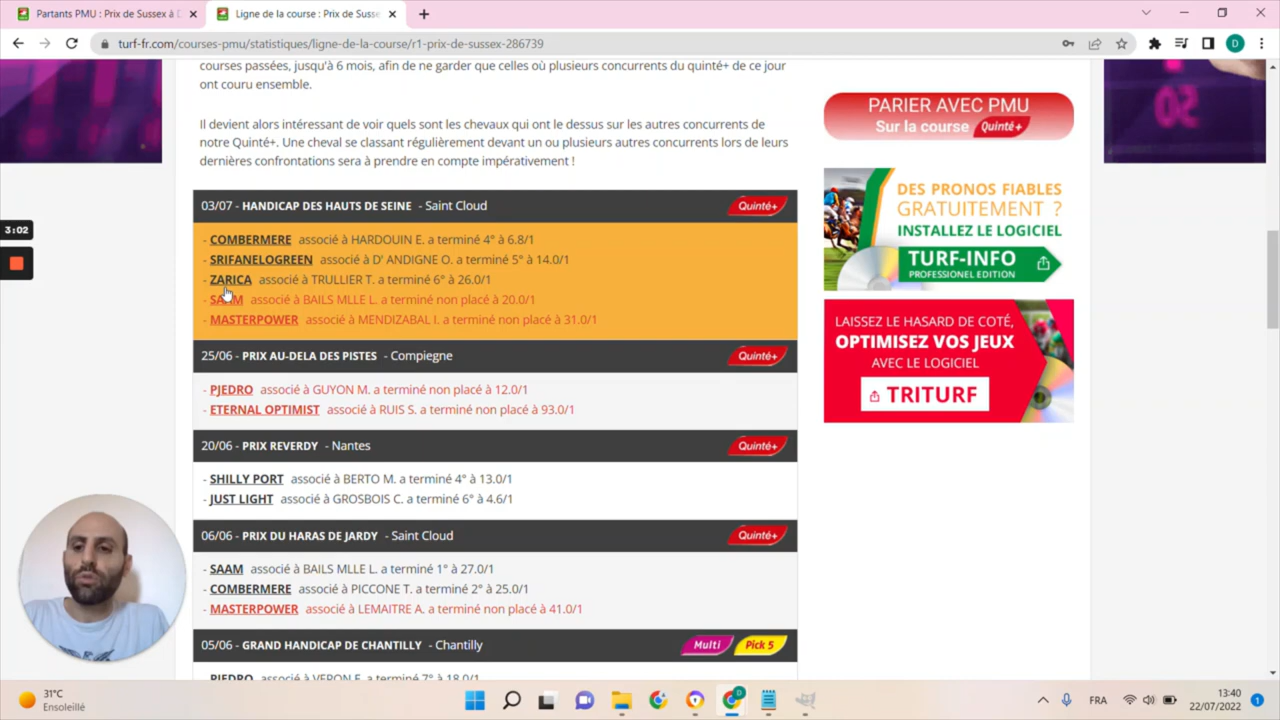 Partants PMU : Prix de Sussex à D
Ligne de la course : Prix de Susse
turf-fr.com/courses-pmu/statistiques/ligne-de-la-course/r1-prix-de-sussex-286739
D
courses passées, jusqu'à 6 mois, afin de ne garder que celles où plusieurs concurrents du quinté+ de ce jour
ont couru ensemble.
Il devient alors intéressant de voir quels sont les chevaux qui ont le dessus sur les autres concurrents de
notre Quinté+. Une cheval se classant régulièrement devant un ou plusieurs autres concurrents lors de leurs
dernières confrontations sera à prendre en compte impérativement !
03/07 - HANDICAP DES HAUTS DE SEINE - Saint Cloud Quinté+
- COMBERMERE associé à HARDOUIN E. a terminé 4° à 6.8/1
- SRIFANELOGREEN associé à D' ANDIGNE O. a terminé 5° à 14.0/1
- ZARICA associé à TRULLIER T. a terminé 6° à 26.0/1
- SAAM associé à BAILS MLLE L. a terminé non placé à 20.0/1
- MASTERPOWER associé à MENDIZABAL I. a terminé non placé à 31.0/1
25/06 - PRIX AU-DELA DES PISTES - Compiegne Quinté+
- PJEDRO associé à GUYON M. a terminé non placé à 12.0/1
- ETERNAL OPTIMIST associé à RUIS S. a terminé non placé à 93.0/1
20/06 - PRIX REVERDY - Nantes Quinté+
- SHILLY PORT associé à BERTO M. a terminé 4° à 13.0/1
- JUST LIGHT associé à GROSBOIS C. a terminé 6° à 4.6/1
06/06 - PRIX DU HARAS DE JARDY - Saint Cloud Quinté+
- SAAM associé à BAILS MLLE L. a terminé 1° à 27.0/1
- COMBERMERE associé à PICCONE T. a terminé 2° à 25.0/1
- MASTERPOWER associé à LEMAITRE A. a terminé non placé à 41.0/1
05/06 - GRAND HANDICAP DE CHANTILLY - Chantilly Multi Pick 5
PJEDRO associé à VERON E. a terminé 7° à 18.0/1
PARIER AVEC PMU
Sur la course Quinté+
DES PRONOS FIABLES
GRATUITEMENT ?
INSTALLEZ LE LOGICIEL
TURF-INFO
PROFESSIONEL EDITION
LAISSEZ LE HASARD DE COTÉ,
OPTIMISEZ VOS JEUX
AVEC LE LOGICIEL
TRITURF
3:02
31°C
Ensoleillé
D
FRA
13:40
22/07/2022
1